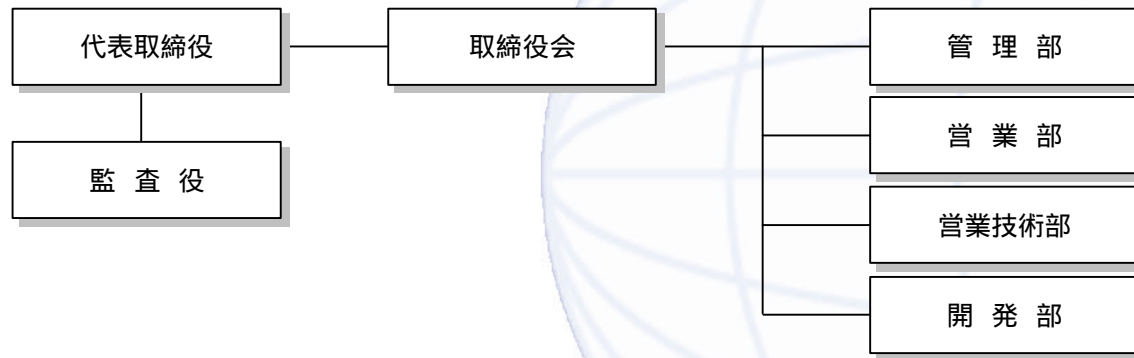 代表取締役
取締役会
管 理 部
営 業 部
監 査 役
営業技術部
開 発 部